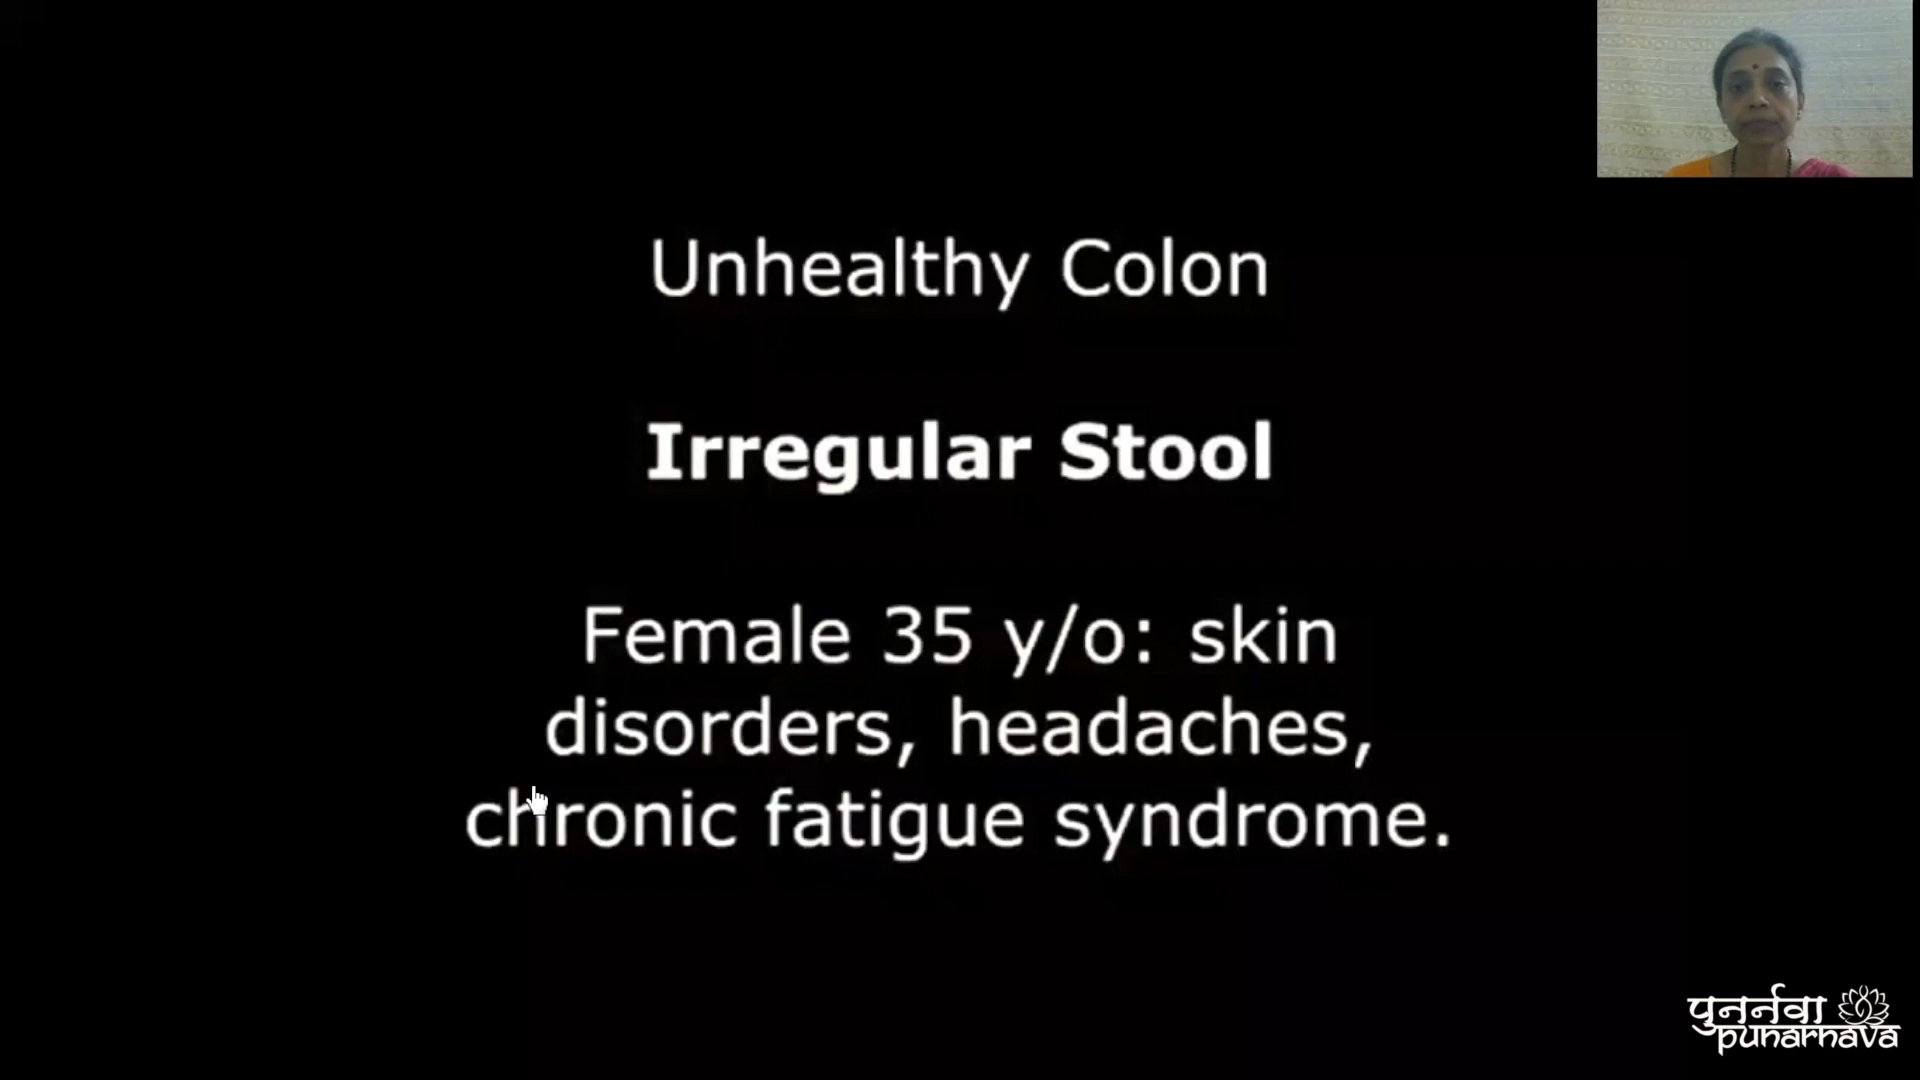 Unhealthy Colon
Irregular Stool
Female 35 y/o: skin
disorders, headaches,
chronic fatigue syndrome.
पुनर्नवा
punarnava